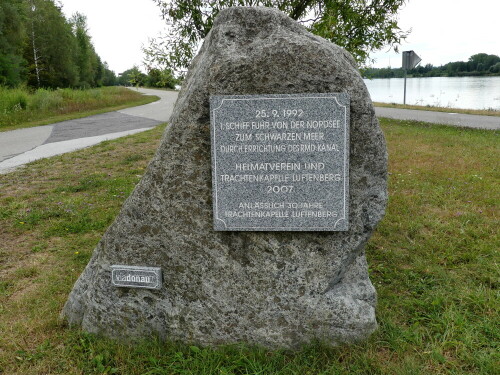 25. 9. 1992
1. SCHIFF FUHR VON DER NORDSEE
ZUM SCHWARZEN MEER
DURCH ERRICHTUNG DES RMD KANAL
HEIMATVEREIN UND
TRACHTENKAPELLE LUFTENBERG
2007
ANLÄSSLICH 30 JAHRE
TRACHTENKAPELLE LUFTENBERG
viadonau